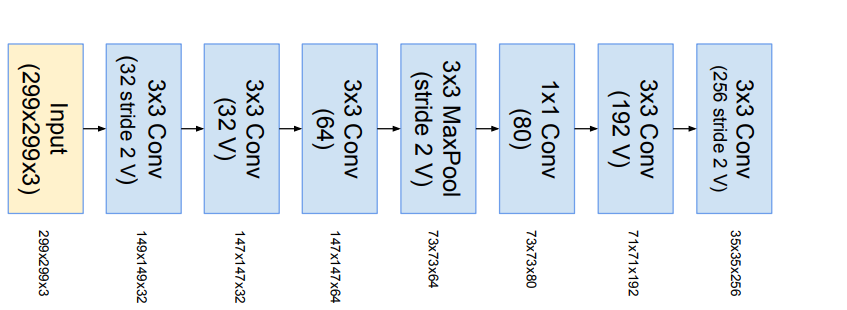 Input
(299x299x3)
3x3 Conv
(32 stride 2 V)
3x3 Conv
(32 V)
3x3 Conv
(64)
3x3 MaxPool
(stride 2 V)
1x1 Conv
(80)
3x3 Conv
(192 V)
3x3 Conv
(256 stride 2 V)
299x299x3
149x149x32
147x147x32
147x147x64
73x73x64
73x73x80
71x71x192
35x35x256